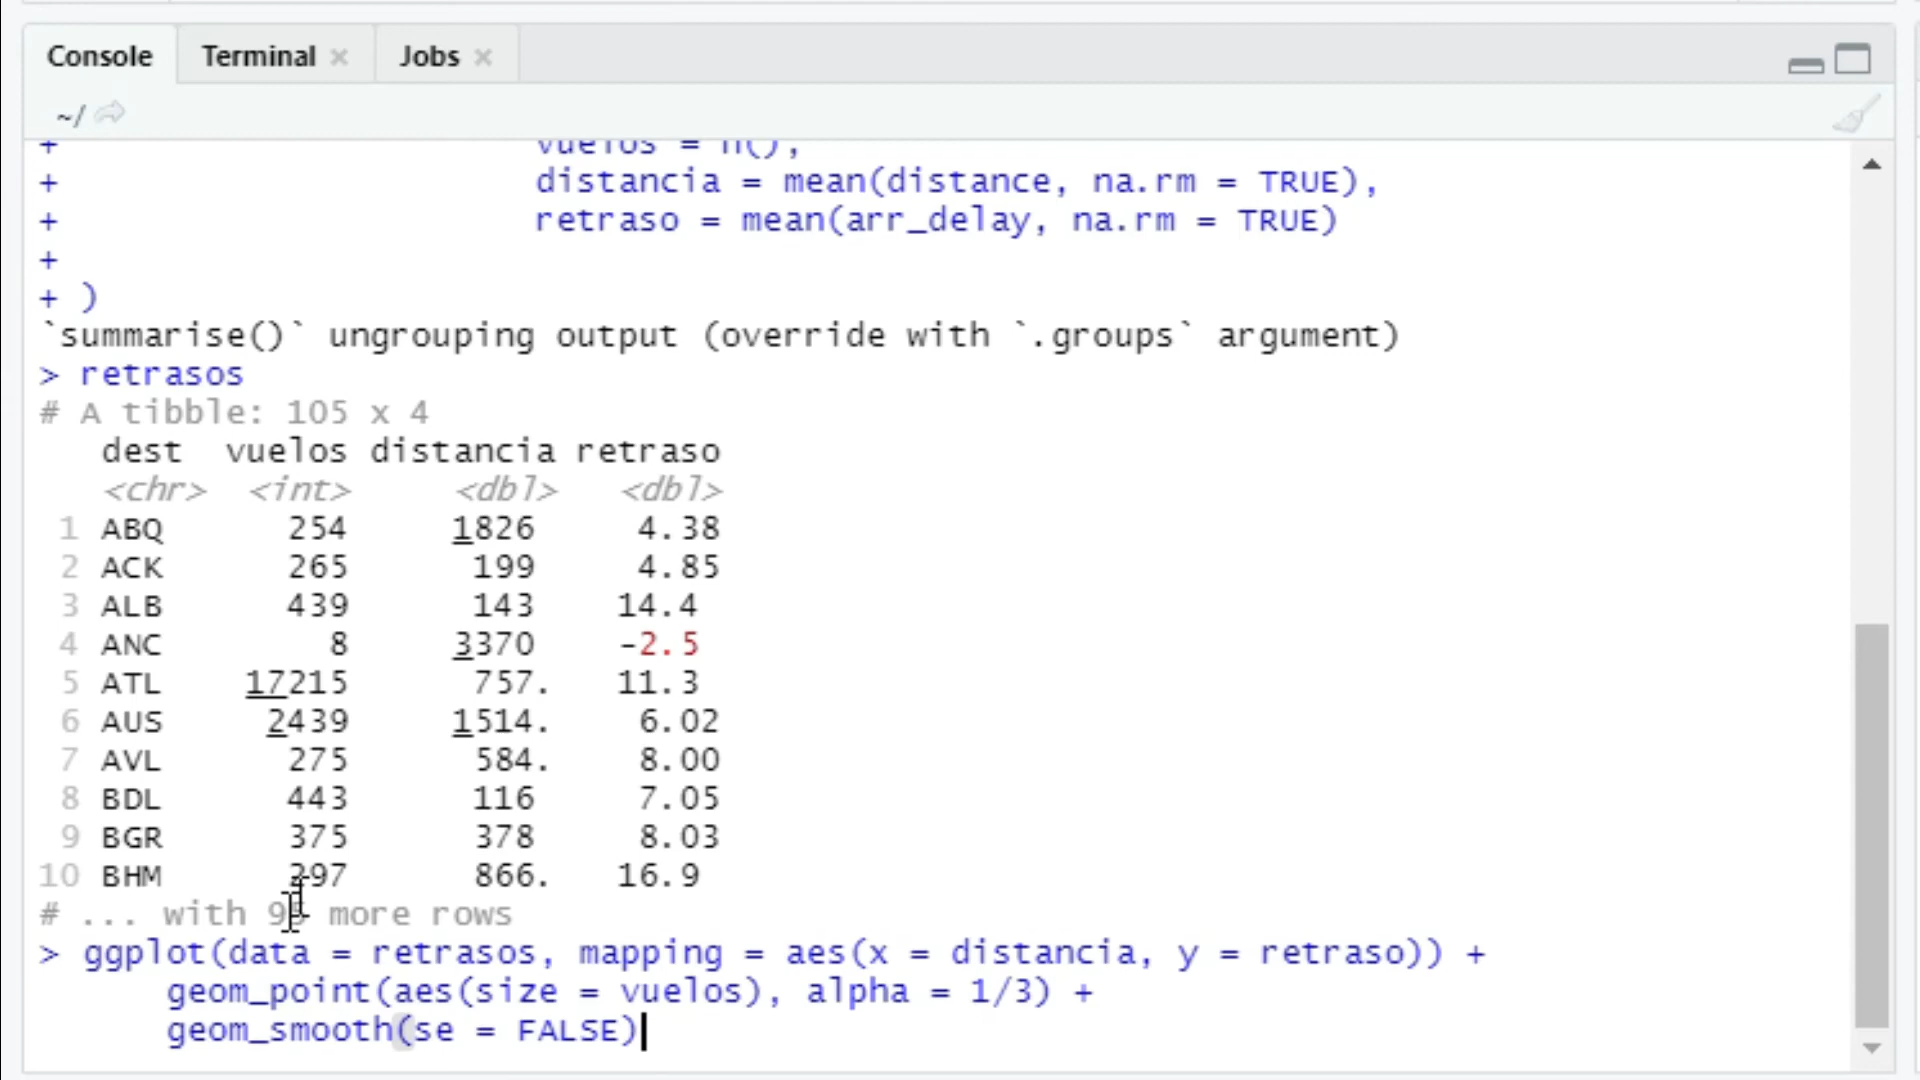 Console Terminal × Jobs ×
~/
+ vuelos = n(),
+ distancia = mean(distance, na.rm = TRUE),
+ retraso = mean(arr_delay, na.rm = TRUE)
+
+ )
`summarise()` ungrouping output (override with `.groups` argument)
> retrasos
# A tibble: 105 x 4
dest vuelos distancia retraso
<chr> <int> <dbl> <dbl>
1 ABQ 254 1826 4.38
2 ACK 265 199 4.85
3 ALB 439 143 14.4
4 ANC 8 3370 -2.5
5 ATL 17215 757. 11.3
6 AUS 2439 1514. 6.02
7 AVL 275 584. 8.00
8 BDL 443 116 7.05
9 BGR 375 378 8.03
10 BHM 297 866. 16.9
# ... with 95 more rows
> ggplot(data = retrasos, mapping = aes(x = distancia, y = retraso)) +
geom_point(aes(size = vuelos), alpha = 1/3) +
geom_smooth(se = FALSE)